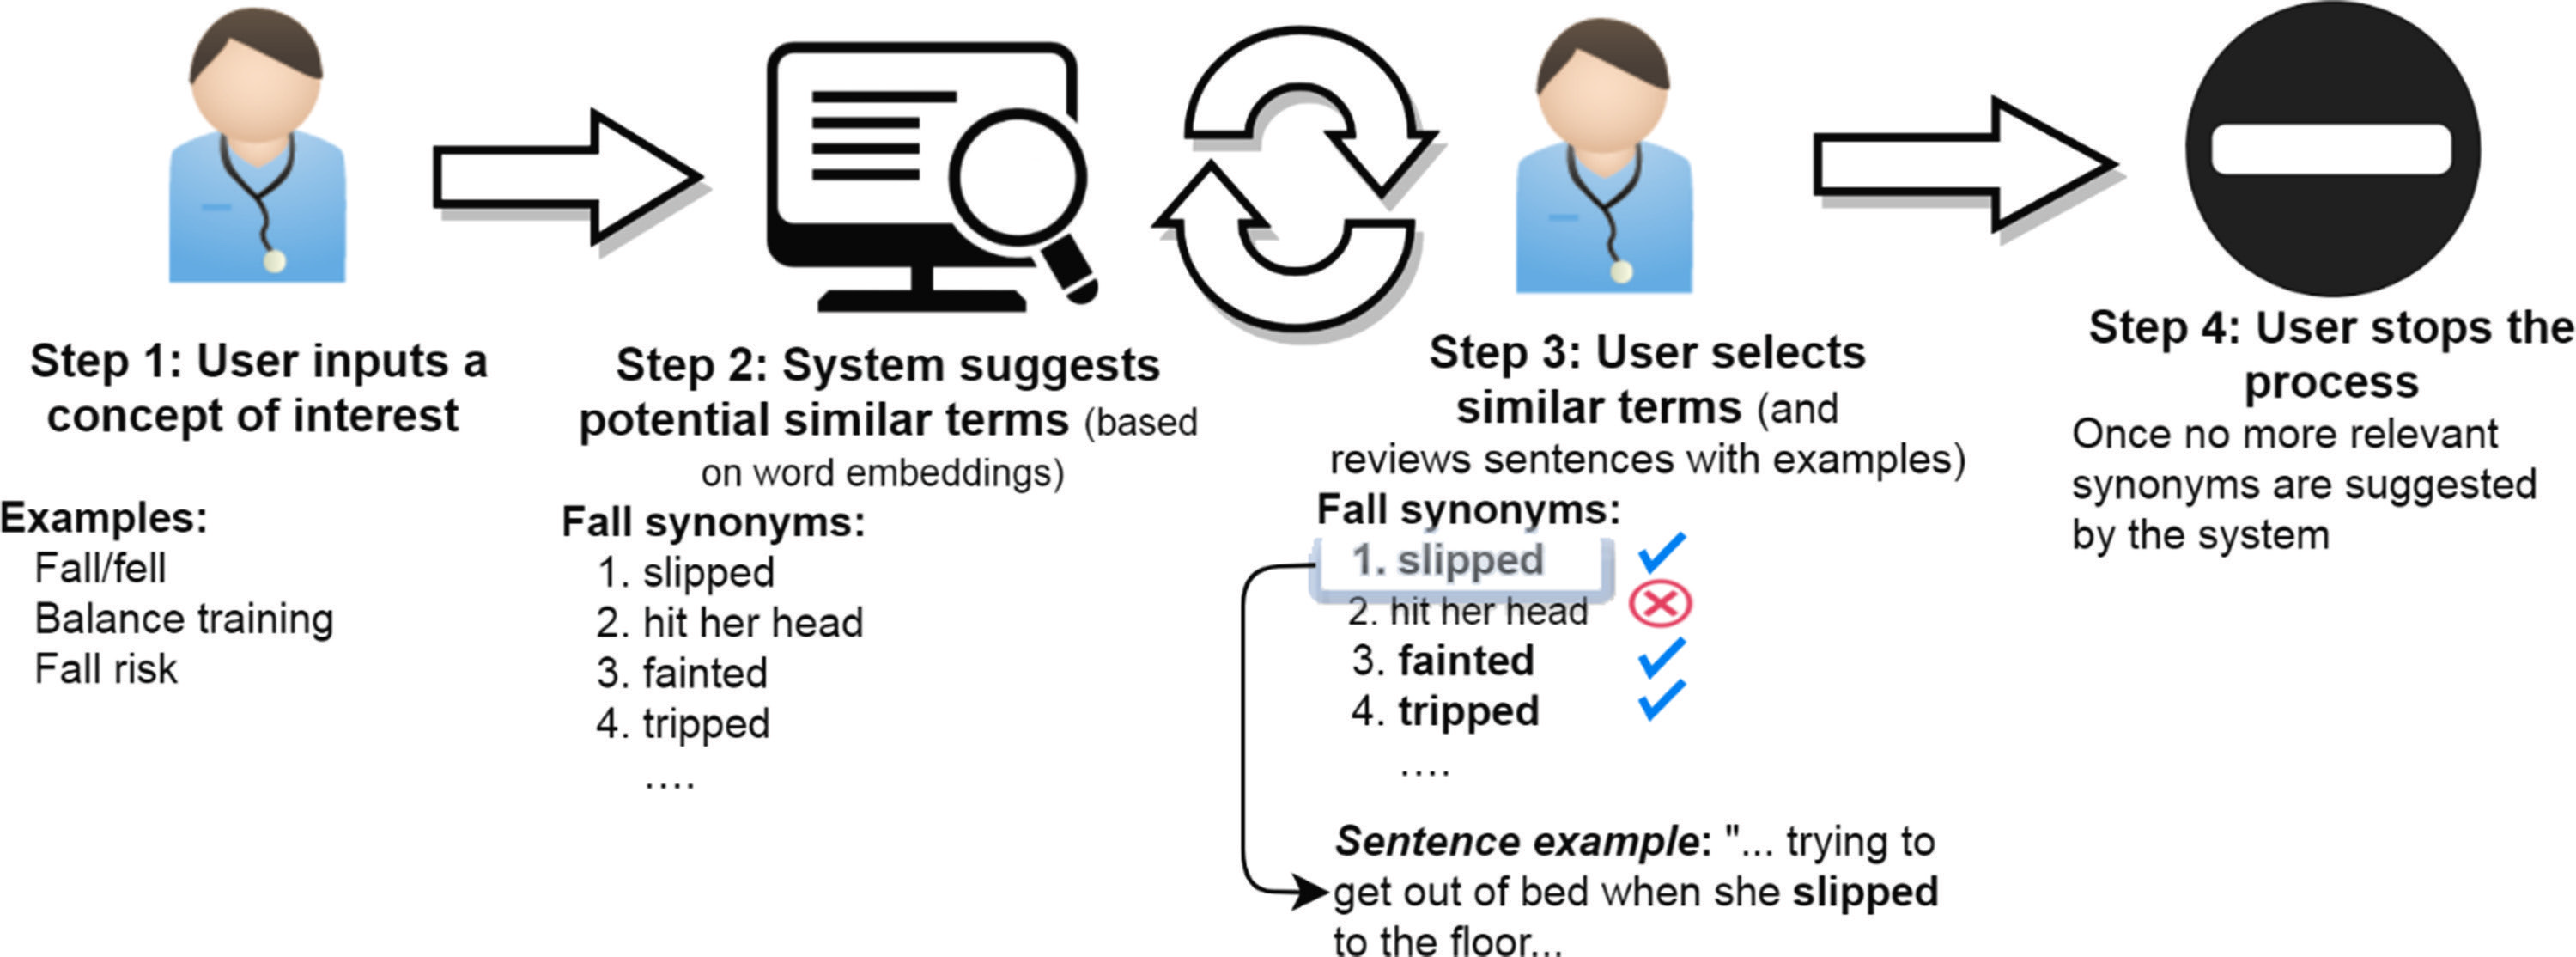 Step 1: User inputs a
concept of interest
Examples:
Fall/fell
Balance training
Fall risk
Step 2: System suggests
potential similar terms (based
on word embeddings)
Fall synonyms:
1. slipped
2. hit her head
3. fainted
4. tripped
....
Step 3: User selects
similar terms (and
reviews sentences with examples)
Fall synonyms:
1. slipped
2. hit her head
3. fainted
4. tripped
....
Sentence example: "... trying to
get out of bed when she slipped
to the floor...
Step 4: User stops the
process
Once no more relevant
synonyms are suggested
by the system